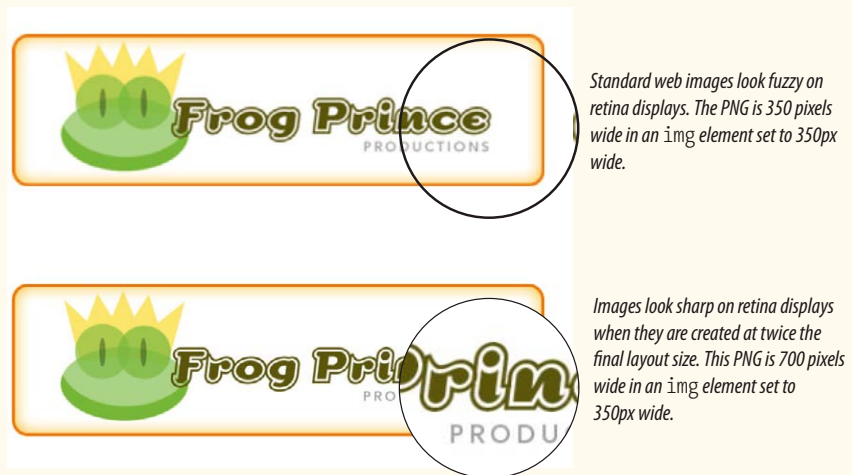 Frog Prince
PRODUCTIONS
Standard web images look fuzzy on
retina displays. The PNG is 350 pixels
wide in an img element set to 350px
wide.
Frog Prin
PRO
rinc
PRODU
Images look sharp on retina displays
when they are created at twice the
final layout size. This PNG is 700 pixels
wide in an img element set to
350px wide.